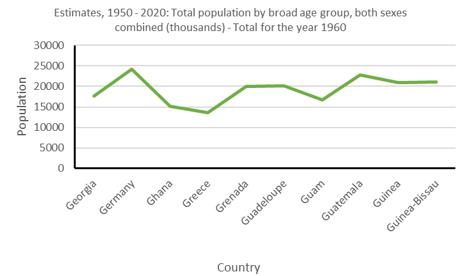 Estimates, 1950 - 2020: Total population by broad age group, both sexes
combined (thousands) - Total for the year 1960
30000
25000
20000
15000
10000
5000
0
Population
Georgia
Germany
Ghana
Greece
Grenada
Guadeloupe
Guam
Guatemala
Guinea
Guinea-Bissau
Country